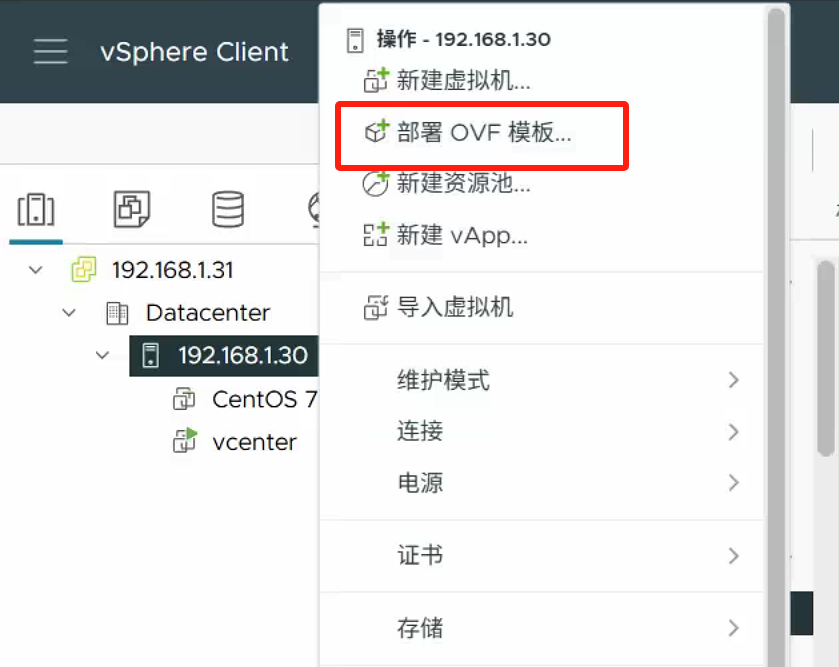 vSphere Client
操作 - 192.168.1.30
新建虚拟机...
部署 OVF 模板...
新建资源池...
新建 vApp...
导入虚拟机
维护模式
连接
电源
证书
存储
192.168.1.31
Datacenter
192.168.1.30
CentOS 7
vcenter